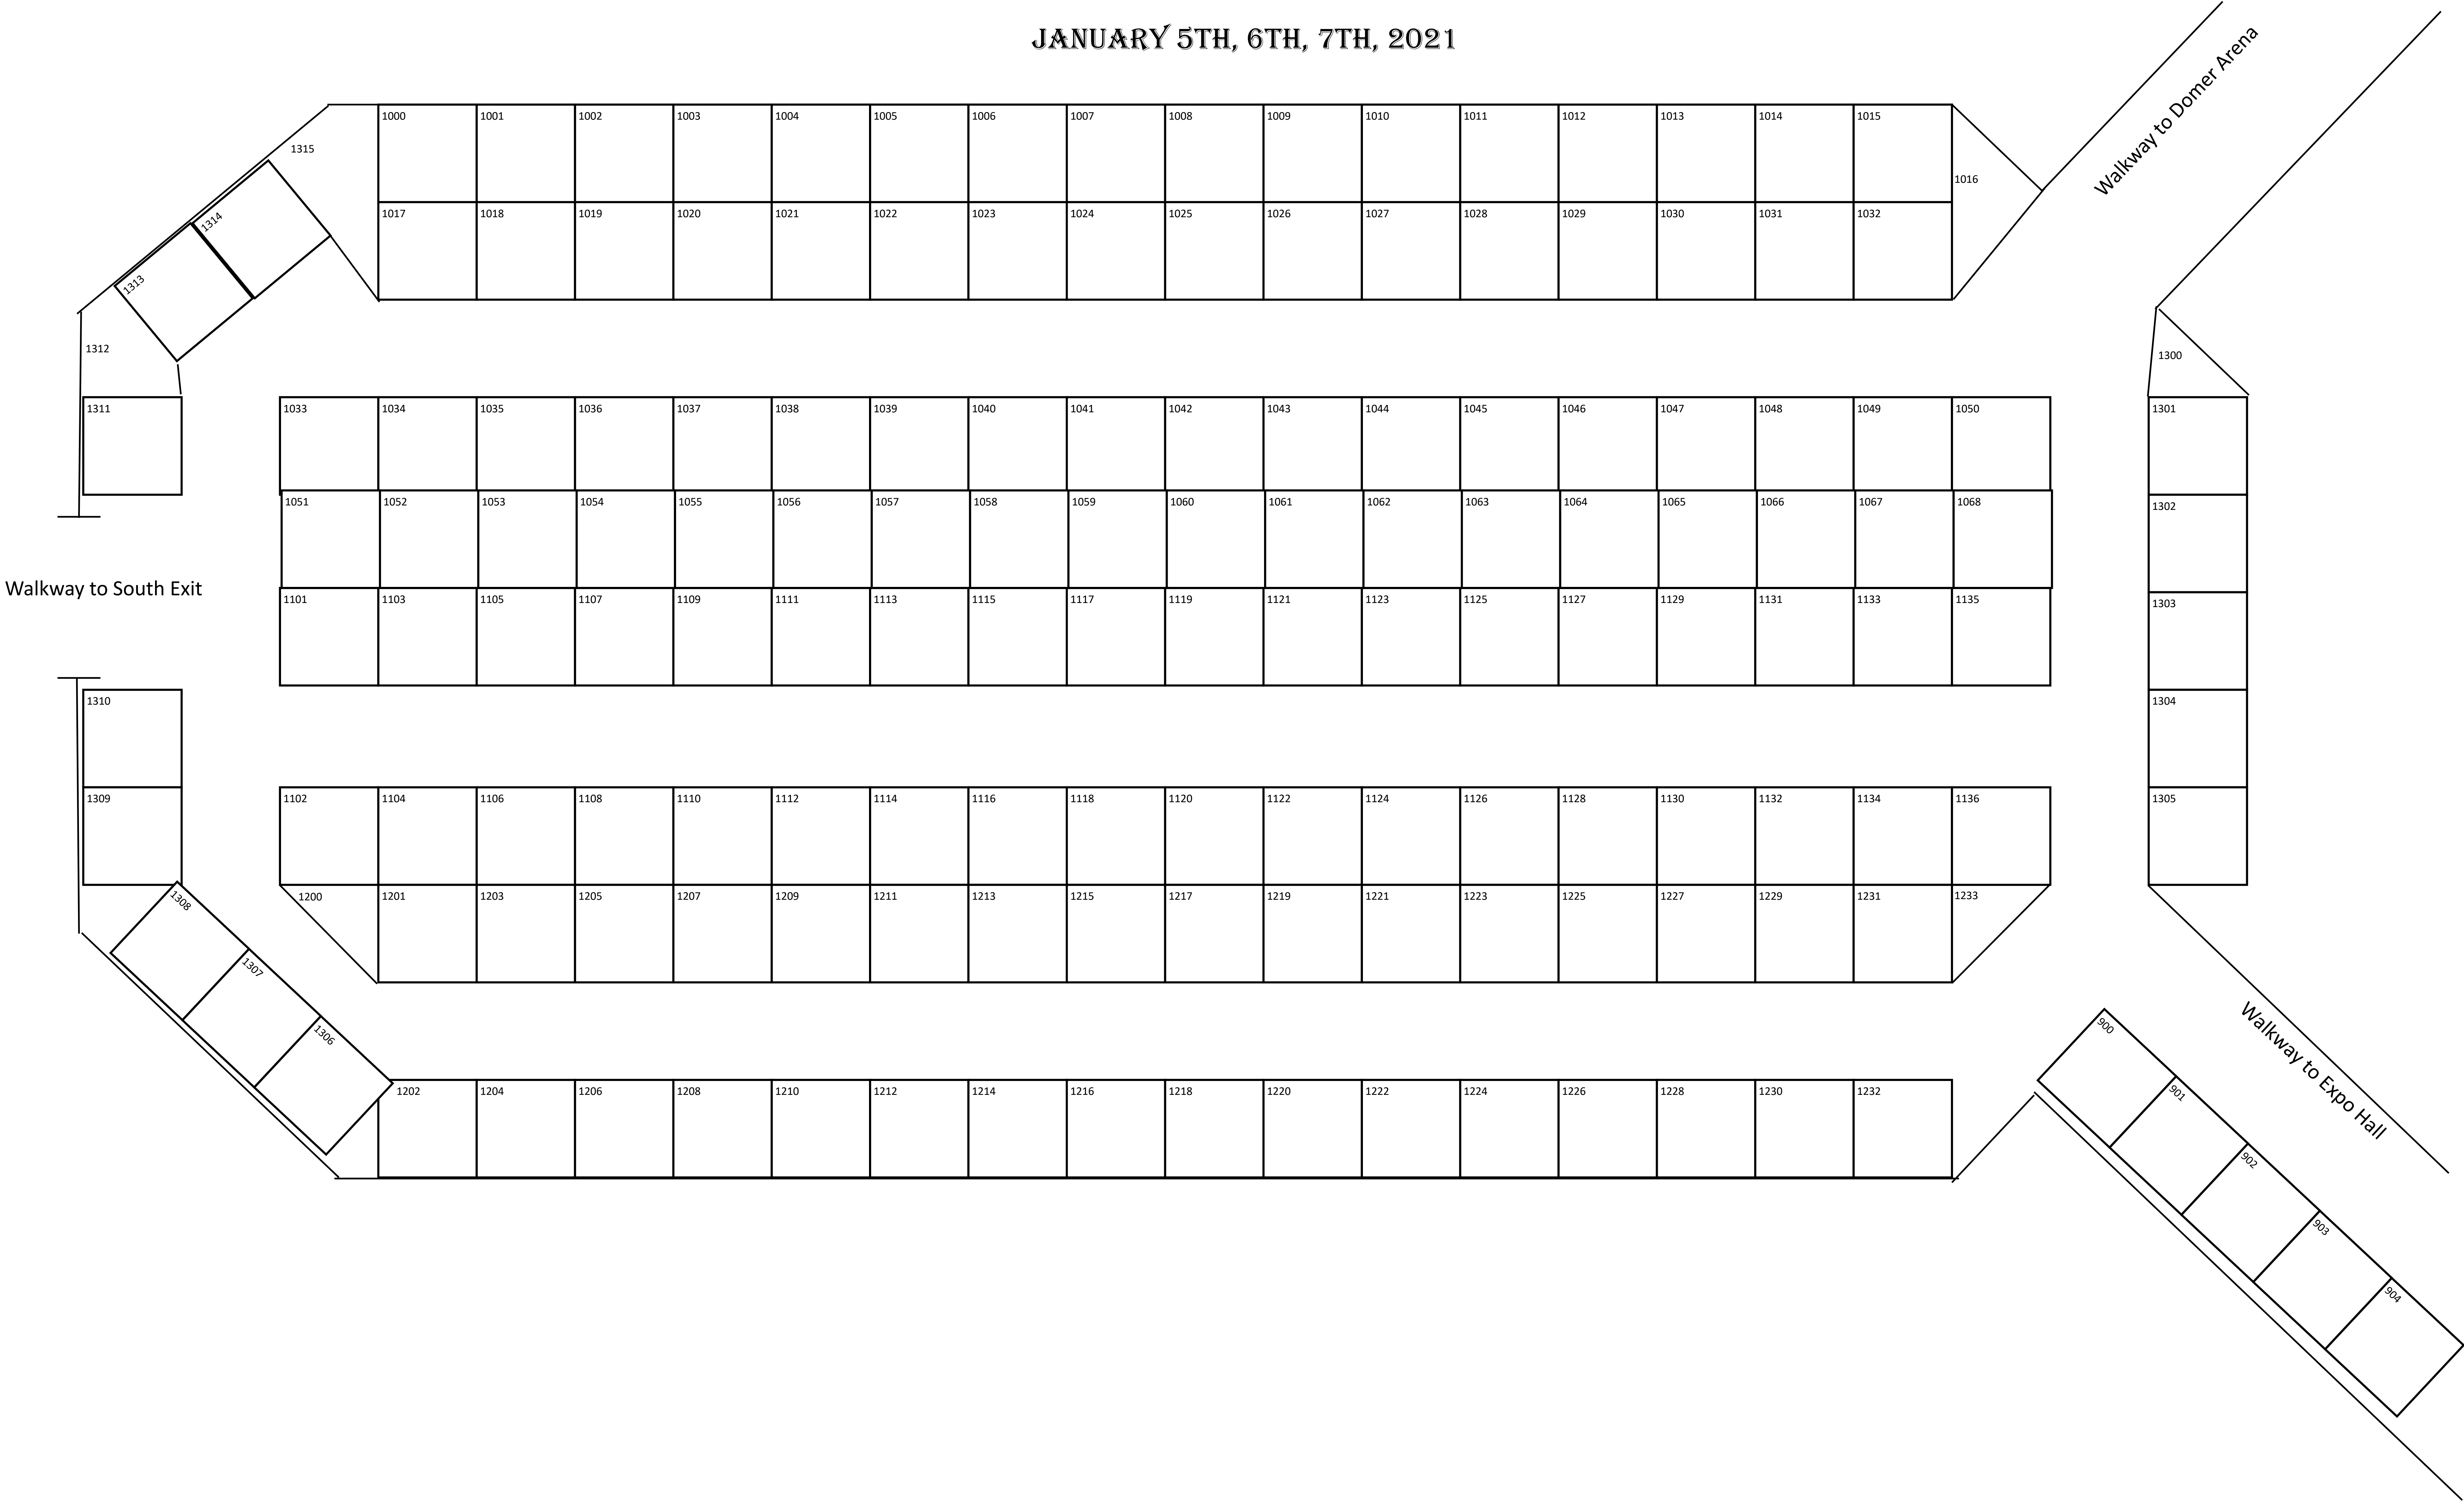 JANUARY 5TH, 6TH, 7TH, 2021
Walkway to Domer Arena
1000 1001 1002 1003 1004 1005 1006 1007 1008 1009 1010 1011 1012 1013 1014 1015
1315
1016
1017 1018 1019 1020 1021 1022 1023 1024 1025 1026 1027 1028 1029 1030 1031 1032
1314
1313
1312
1300
1311 1033 1034 1035 1036 1037 1038 1039 1040 1041 1042 1043 1044 1045 1046 1047 1048 1049 1050 1301
1051 1052 1053 1054 1055 1056 1057 1058 1059 1060 1061 1062 1063 1064 1065 1066 1067 1068 1302
Walkway to South Exit
1101 1103 1105 1107 1109 1111 1113 1115 1117 1119 1121 1123 1125 1127 1129 1131 1133 1135 1303
1310 1304
1309 1102 1104 1106 1108 1110 1112 1114 1116 1118 1120 1122 1124 1126 1128 1130 1132 1134 1136 1305
1308 1200 1201 1203 1205 1207 1209 1211 1213 1215 1217 1219 1221 1223 1225 1227 1229 1231 1233
1307
1306
900
Walkway to Expo Hall
1202 1204 1206 1208 1210 1212 1214 1216 1218 1220 1222 1224 1226 1228 1230 1232 901
902
903
904